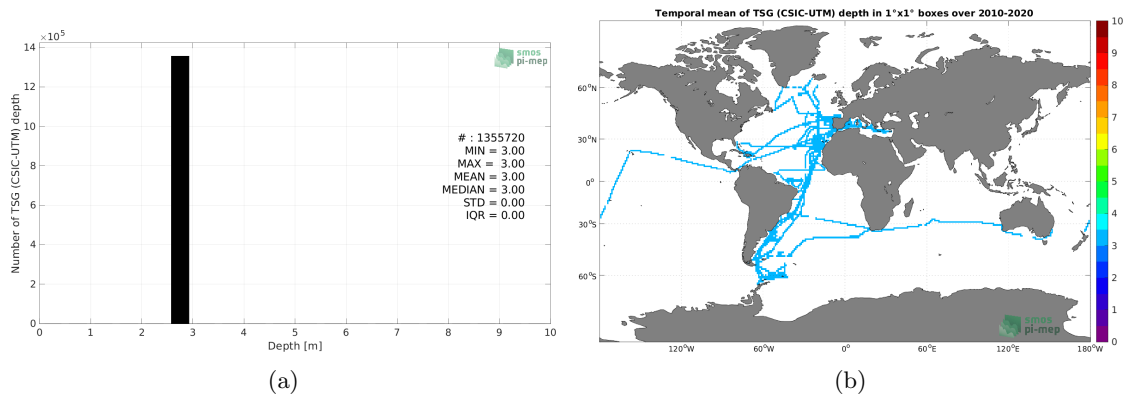 ×10⁵
14
12
10
8
6
4
2
0
Number of TSG (CSIC-UTM) depth
smos
pi-mep
# : 1355720
MIN = 3.00
MAX = 3.00
MEAN = 3.00
MEDIAN = 3.00
STD = 0.00
IQR = 0.00
0 1 2 3 4 5 6 7 8 9 10
Depth [m]
(a)
Temporal mean of TSG (CSIC-UTM) depth in 1°x1° boxes over 2010-2020
60°N
30°N
0°
30°S
60°S
120°W 60°W 0° 60°E 120°E 180°W
smos
pi-mep
10
9
8
7
6
5
4
3
2
1
0
(b)